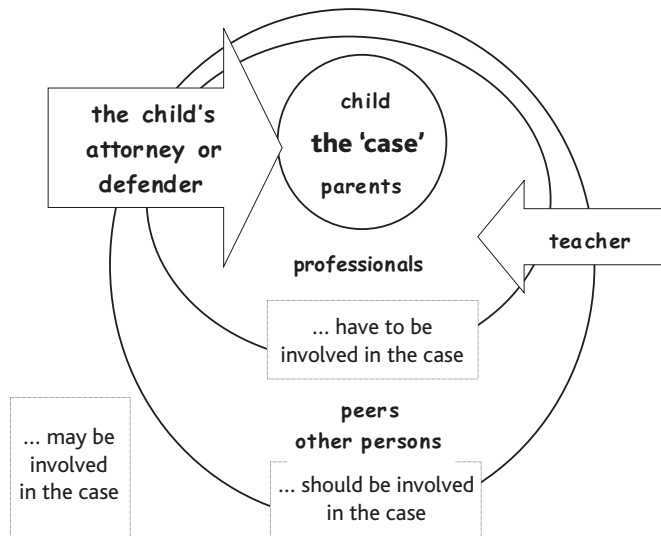 child
the child's
attorney or
defender
the ‘case’
parents
teacher
professionals
... have to be
involved in the case
peers
other persons
... may be
involved
in the case
... should be involved
in the case